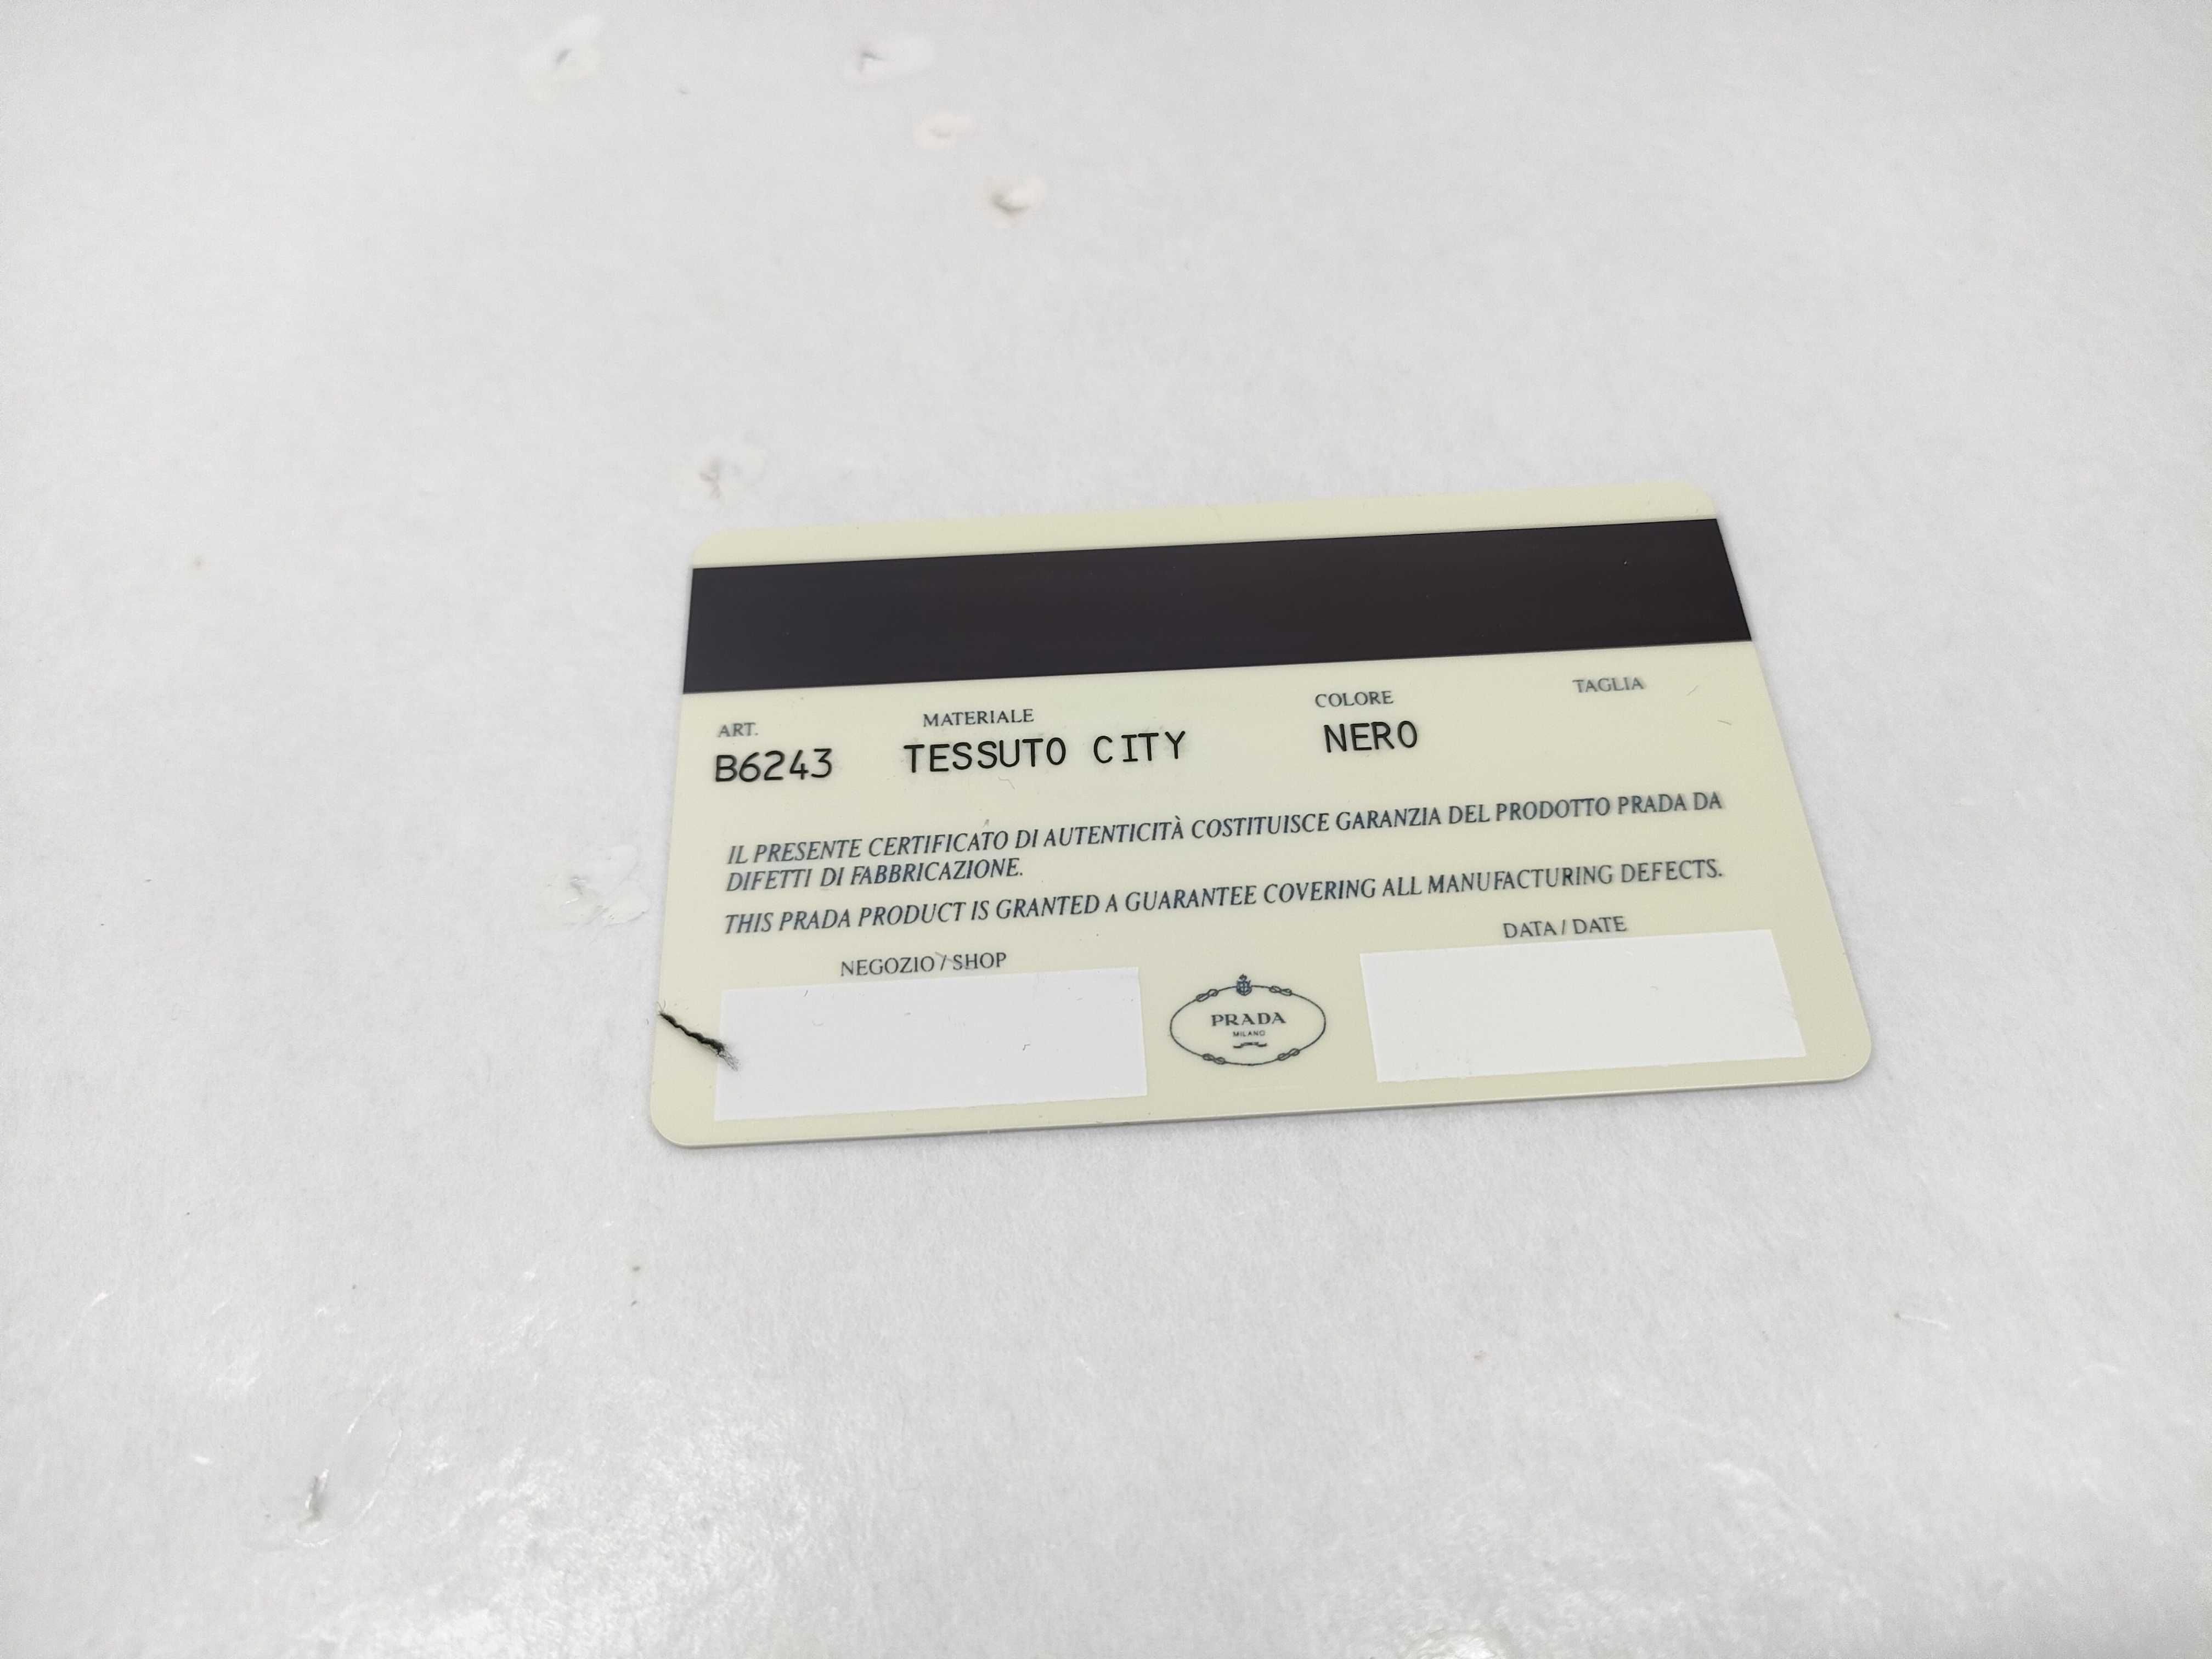 ART. MATERIALE COLORE TAGLIA
B6243 TESSUTO CITY NERO
IL PRESENTE CERTIFICATO DI AUTENTICITÀ COSTITUISCE GARANZIA DEL PRODOTTO PRADA DA
DIFETTI DI FABBRICAZIONE.
THIS PRADA PRODUCT IS GRANTED A GUARANTEE COVERING ALL MANUFACTURING DEFECTS.
NEGOZIO / SHOP DATA / DATE
PRADA
MILANO